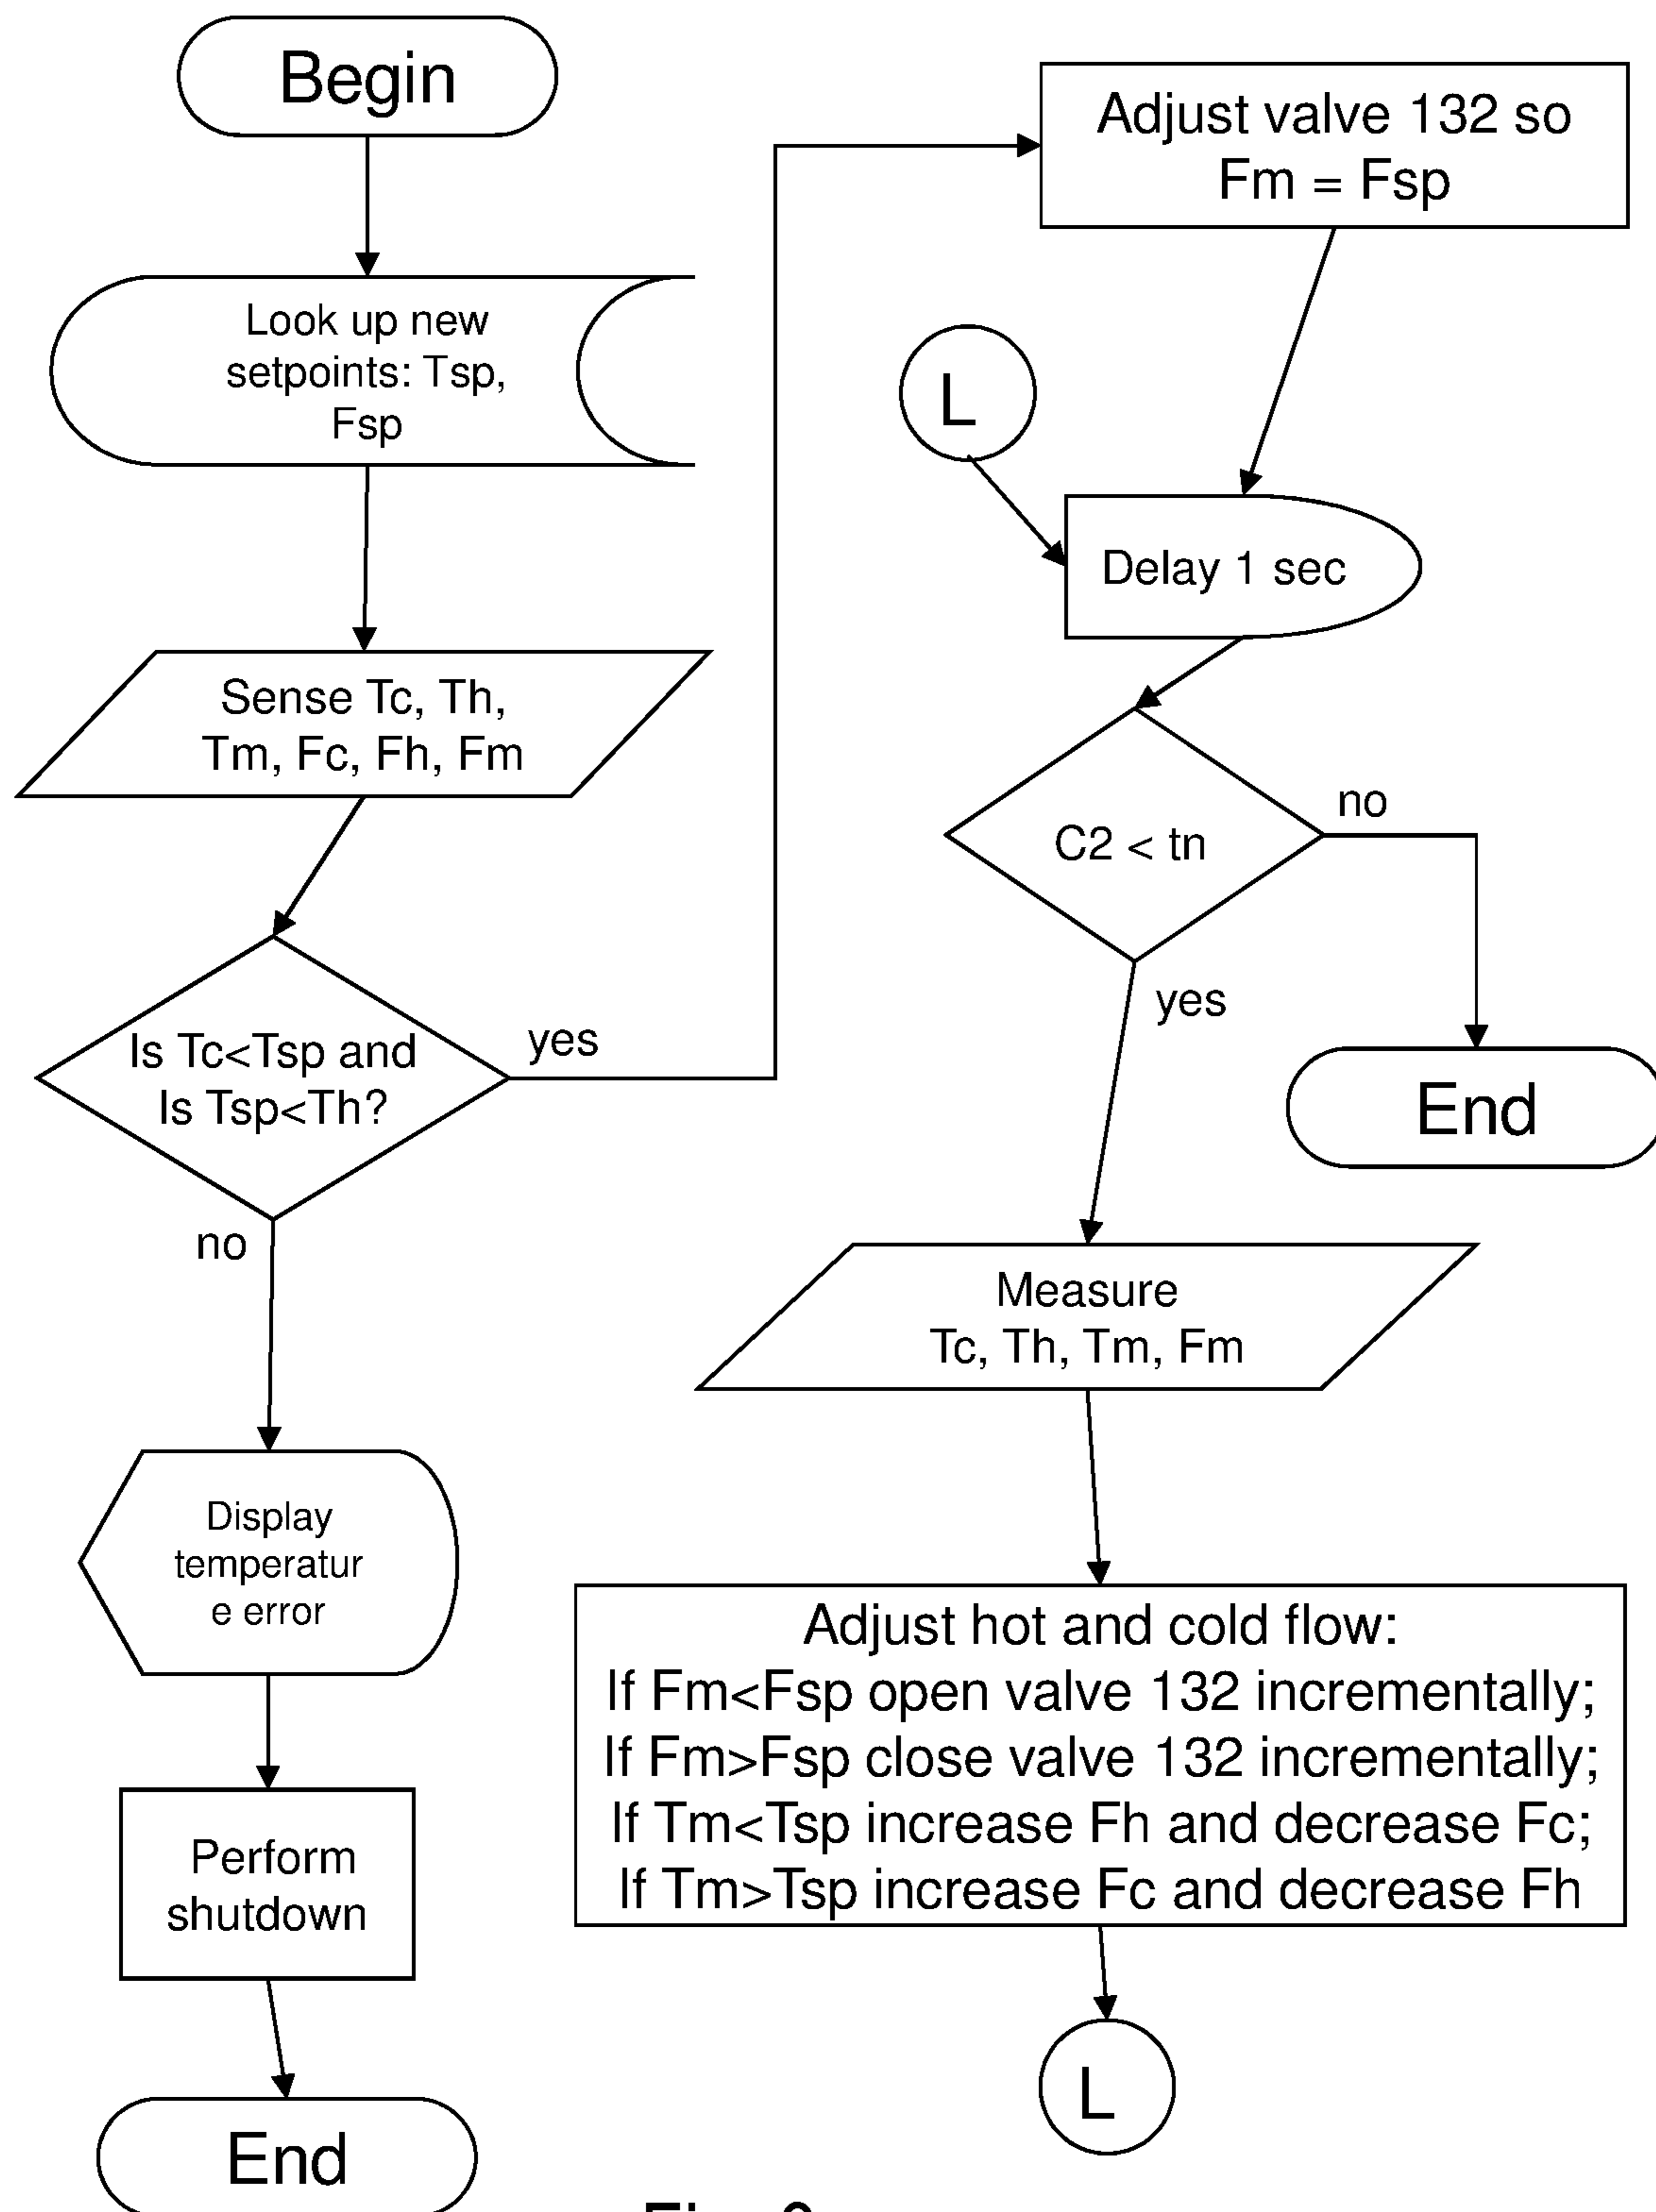 Begin
Look up new
setpoints: Tsp,
Fsp
Sense Tc, Th,
Tm, Fc, Fh, Fm
Is Tc<Tsp and
Is Tsp<Th?
yes
no
Display
temperatur
e error
Perform
shutdown
End
Adjust valve 132 so
Fm = Fsp
L
Delay 1 sec
C2 < tn
no
yes
End
Measure
Tc, Th, Tm, Fm
Adjust hot and cold flow:
If Fm<Fsp open valve 132 incrementally;
If Fm>Fsp close valve 132 incrementally;
If Tm<Tsp increase Fh and decrease Fc;
If Tm>Tsp increase Fc and decrease Fh
L